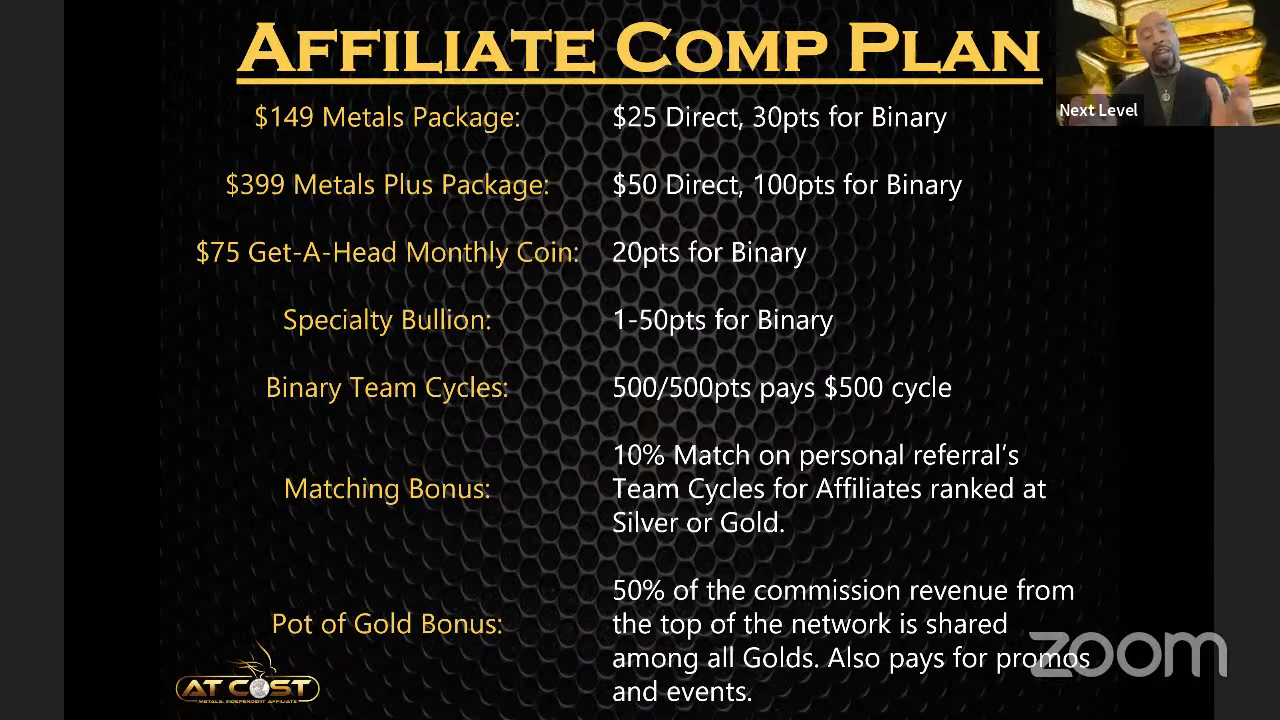 AFFILIATE COMP PLAN
Next Level
$149 Metals Package: $25 Direct, 30pts for Binary
$399 Metals Plus Package: $50 Direct, 100pts for Binary
$75 Get-A-Head Monthly Coin: 20pts for Binary
Specialty Bullion: 1-50pts for Binary
Binary Team Cycles: 500/500pts pays $500 cycle
Matching Bonus:
10% Match on personal referral's
Team Cycles for Affiliates ranked at
Silver or Gold.
Pot of Gold Bonus:
50% of the commission revenue from
the top of the network is shared
among all Golds. Also pays for promos
and events.
AT COST
METALS, INDEPENDENT AFFILIATE
zoom